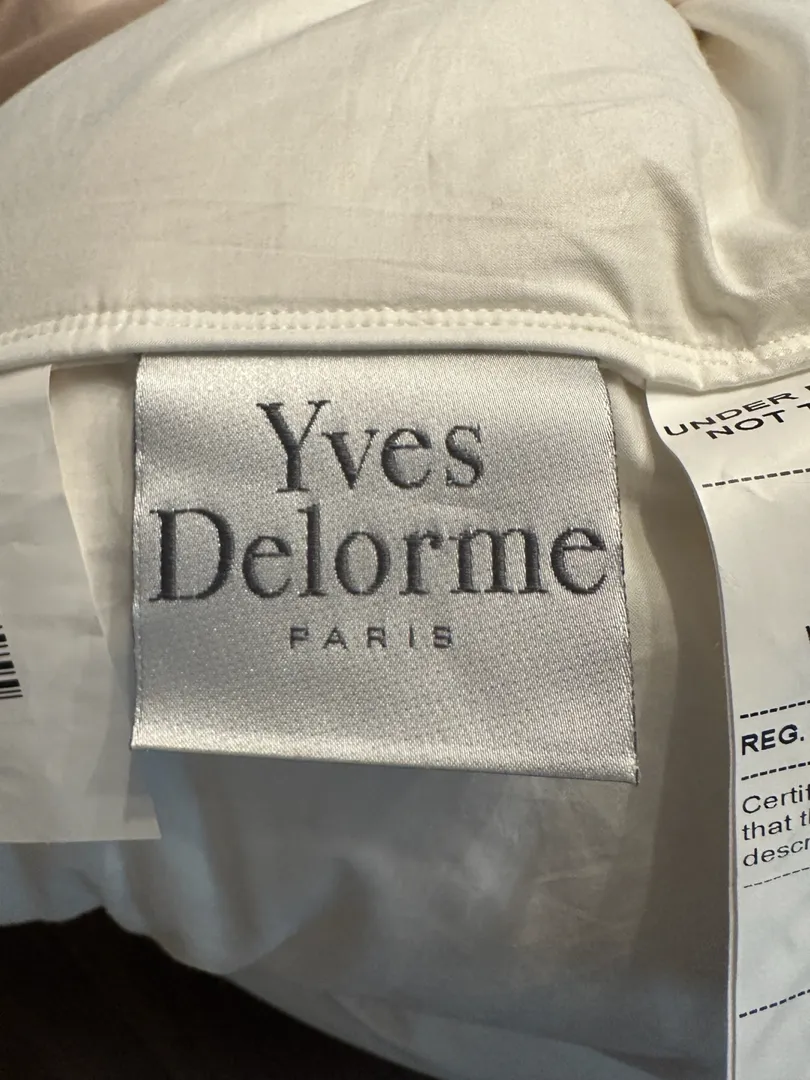 Yves
Delorme
PARIS
UNDER
NOT
REG.
Certif
that th
descr